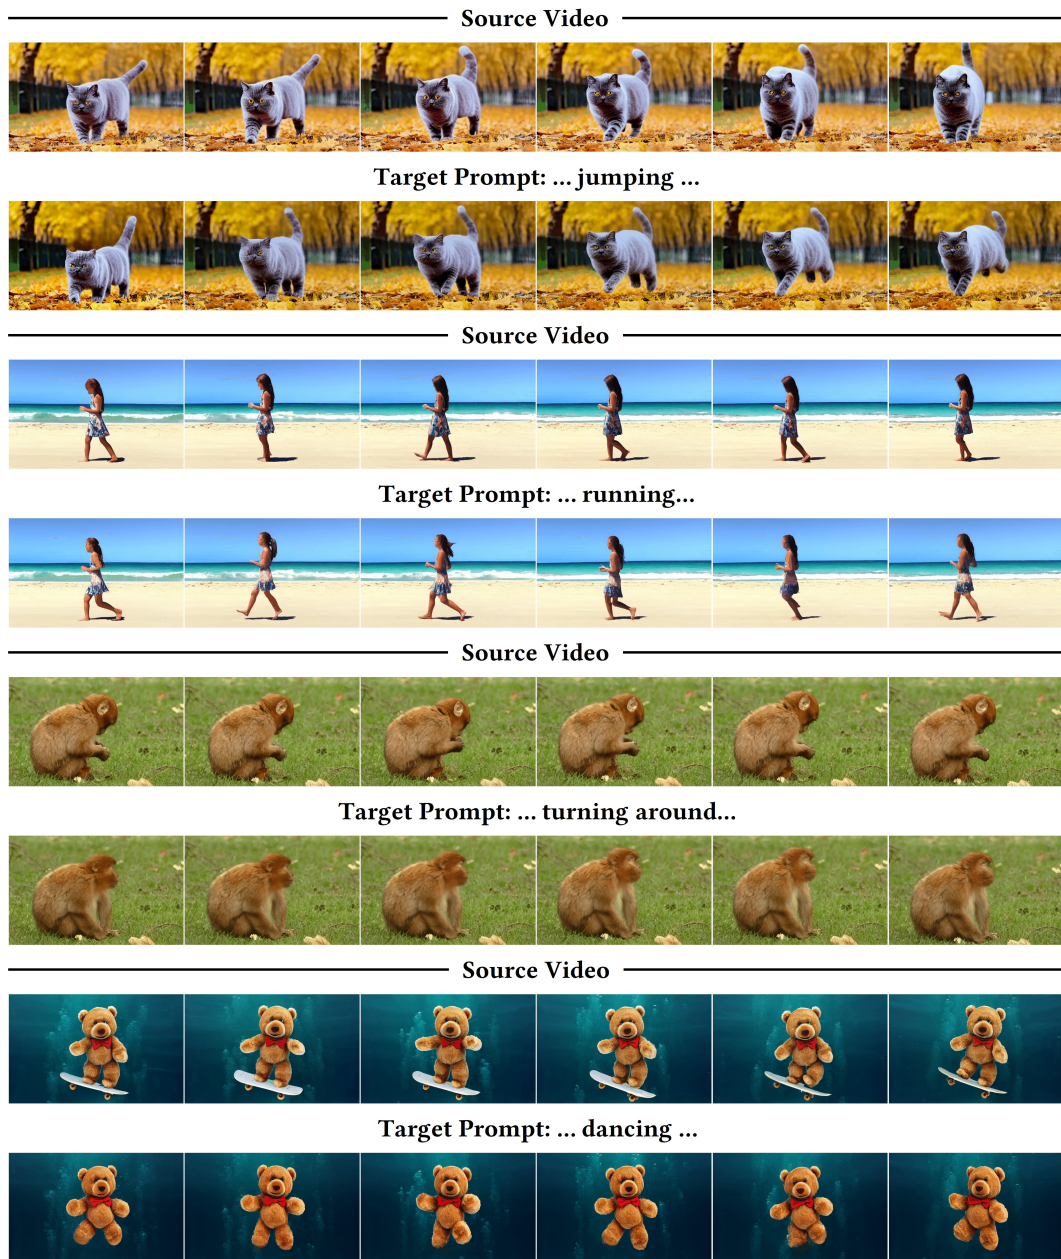 Source Video
Target Prompt: ... jumping ...
Source Video
Target Prompt: ... running...
Source Video
Target Prompt: ... turning around...
Source Video
Target Prompt: ... dancing ...